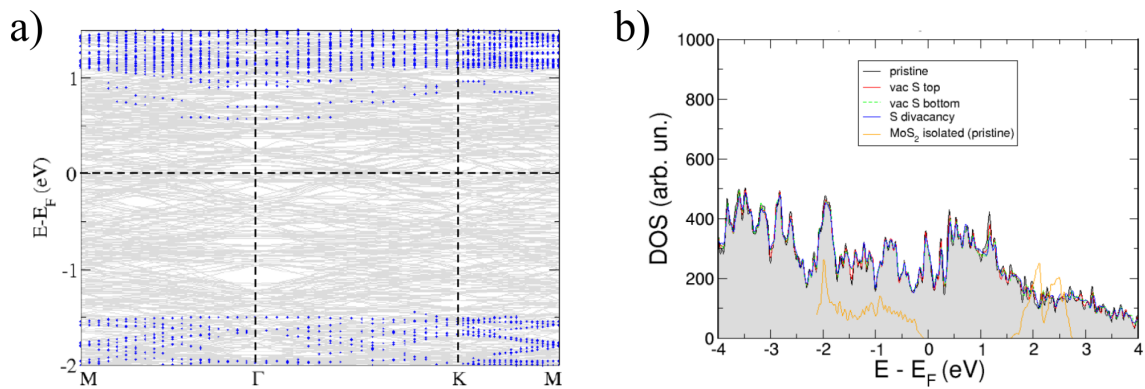 a)
E-E_F (eV)
1
0
-1
-2
M
Γ
K
M
b)
DOS (arb. un.)
1000
800
600
400
200
0
pristine
vac S top
vac S bottom
S divacancy
MoS₂ isolated (pristine)
-4
-3
-2
-1
0
1
2
3
4
E - E_F (eV)